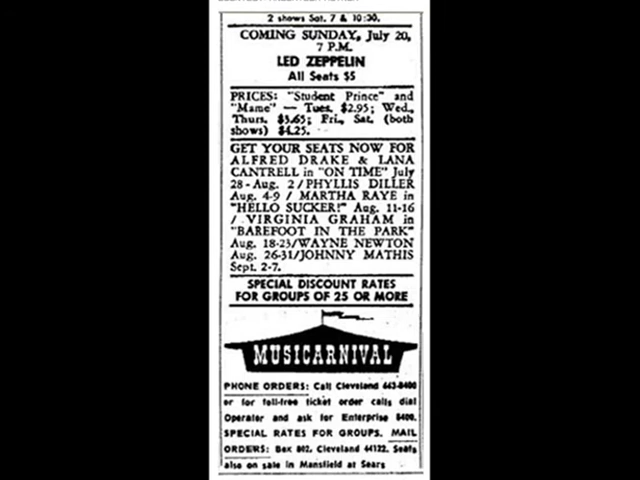 2 shows Sat. 7 & 10:30.
COMING SUNDAY, July 20,
7 P.M.
LED ZEPPELIN
All Seats $5
PRICES: "Student Prince" and
"Mame" — Tues. $2.95; Wed.,
Thurs. $3.65; Fri., Sat. (both
shows) $4.25.
GET YOUR SEATS NOW FOR
ALFRED DRAKE & LANA
CANTRELL in "ON TIME" July
28-Aug. 2/PHYLLIS DILLER
Aug. 4-9 / MARTHA RAYE in
"HELLO SUCKER!" Aug. 11-16
/ VIRGINIA GRAHAM in
"BAREFOOT IN THE PARK"
Aug. 18-23/WAYNE NEWTON
Aug. 26-31/JOHNNY MATHIS
Sept. 2-7.
SPECIAL DISCOUNT RATES
FOR GROUPS OF 25 OR MORE
MUSICARNIVAL
PHONE ORDERS: Call Cleveland 663-8400
or for toll-free ticket order calls dial
Operator and ask for Enterprise 8400.
SPECIAL RATES FOR GROUPS. MAIL
ORDERS: Box 802, Cleveland 44122. Seats
also on sale in Mansfield at Sears